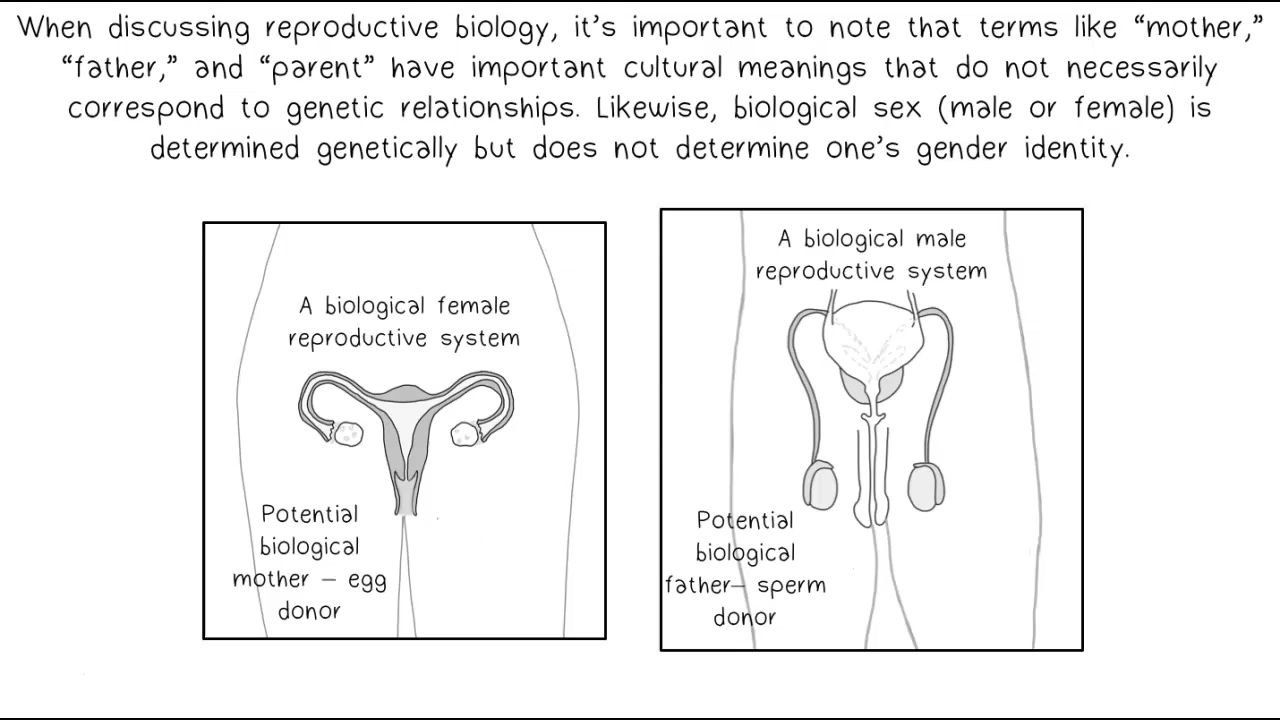 When discussing reproductive biology, it's important to note that terms like “mother,”
“father,” and “parent” have important cultural meanings that do not necessarily
correspond to genetic relationships. Likewise, biological sex (male or female) is
determined genetically but does not determine one's gender identity.
A biological female
reproductive system
Potential
biological
mother – egg
donor
A biological male
reproductive system
Potential
biological
father– sperm
donor